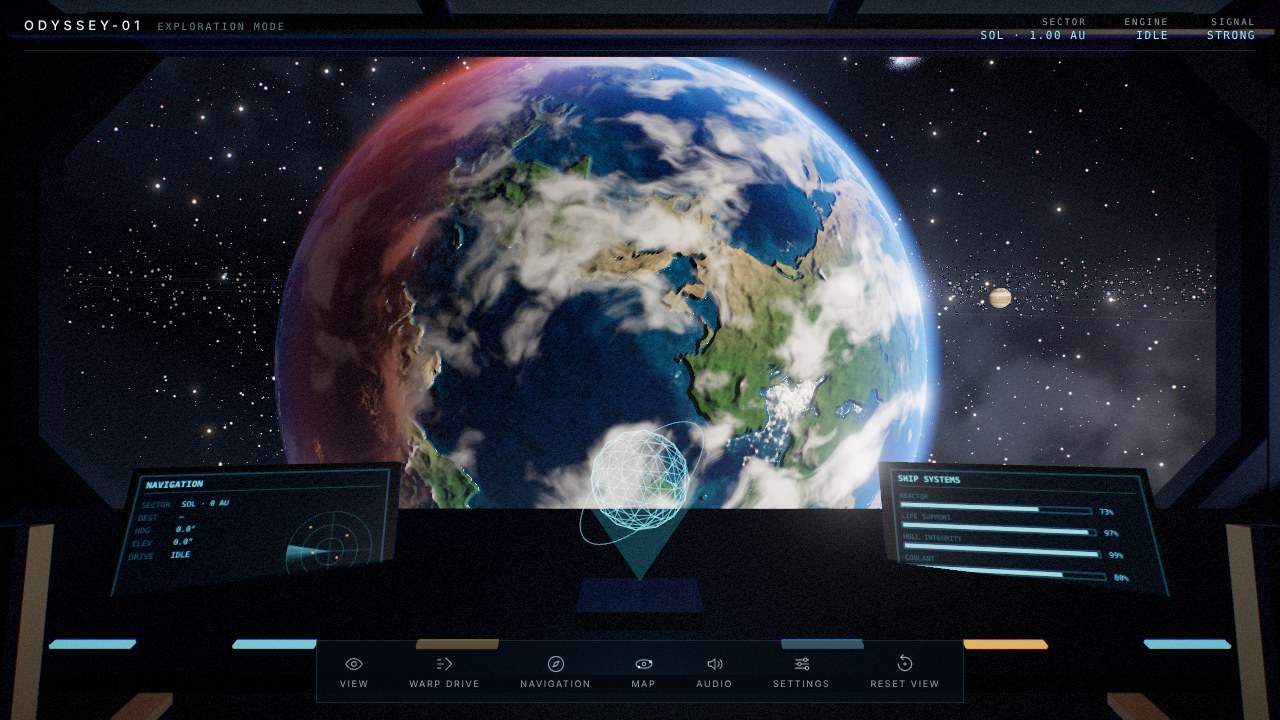 ODYSSEY-01 EXPLORATION MODE
SECTOR ENGINE SIGNAL
SOL · 1.00 AU IDLE STRONG
NAVIGATION
SECTOR SOL · 0 AU
DEST —
HDG 0.0°
ELEV 0.0°
DRIVE IDLE
SHIP SYSTEMS
REACTOR
73%
LIFE SUPPORT
97%
HULL INTEGRITY
99%
COOLANT
80%
VIEW WARP DRIVE NAVIGATION MAP AUDIO SETTINGS RESET VIEW